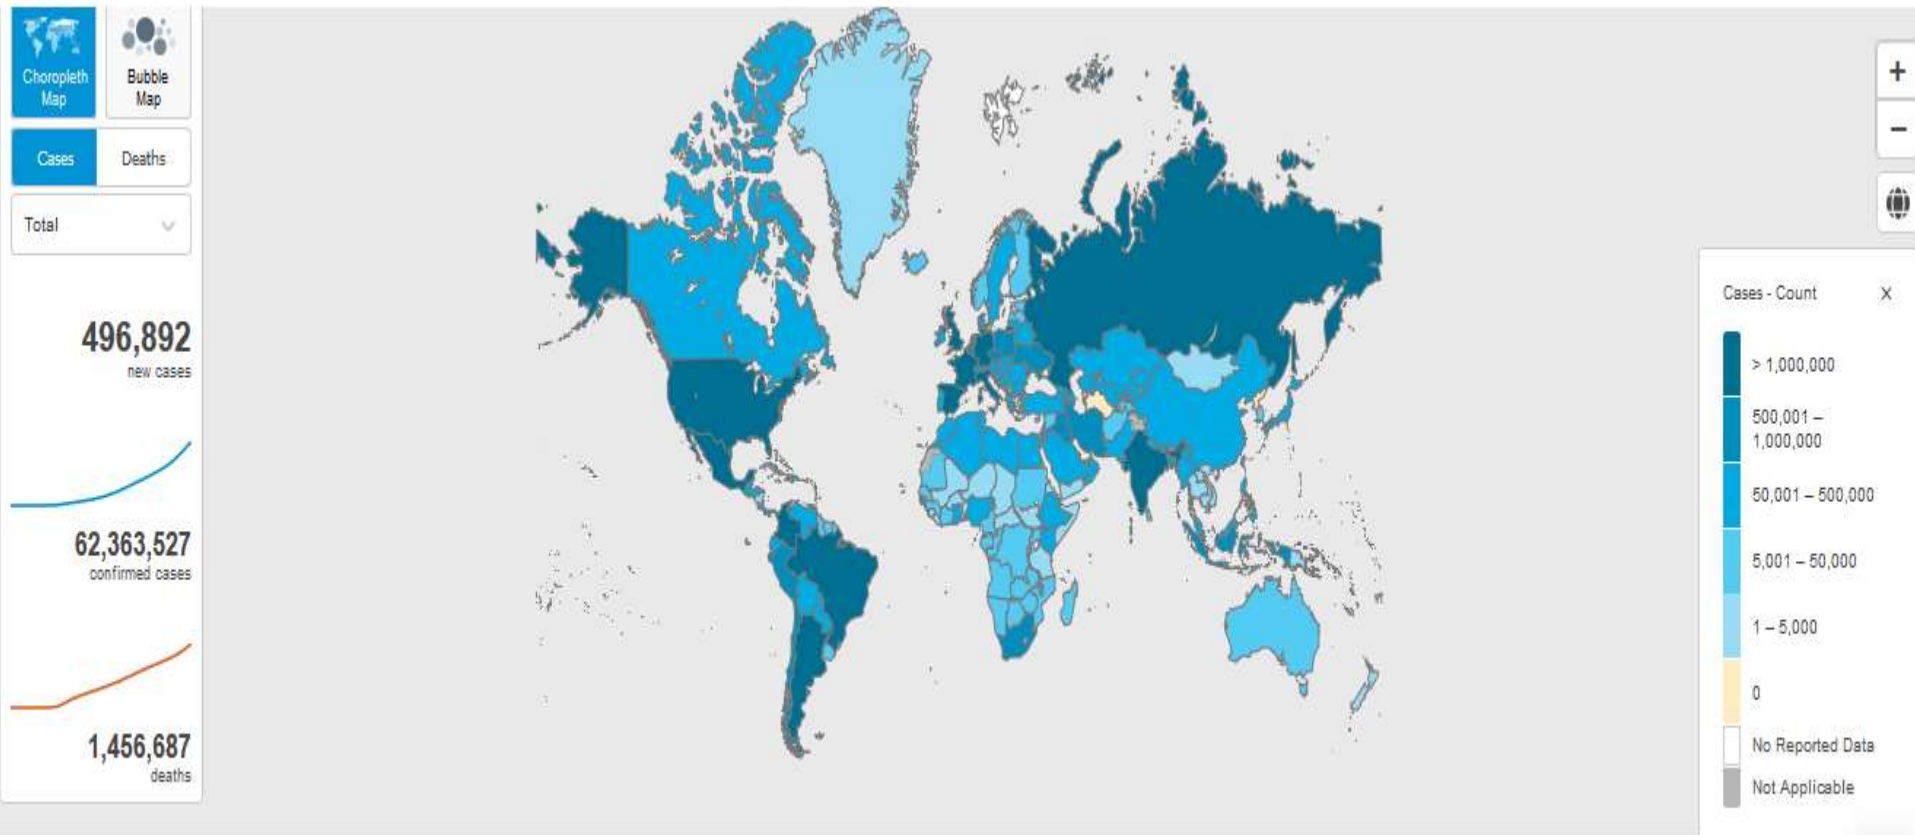 Choropleth
Map
Bubble
Map
Cases
Deaths
Total
496,892
new cases
62,363,527
confirmed cases
1,456,687
deaths
+
−
Cases - Count X
> 1,000,000
500,001 –
1,000,000
50,001 – 500,000
5,001 – 50,000
1 – 5,000
0
No Reported Data
Not Applicable